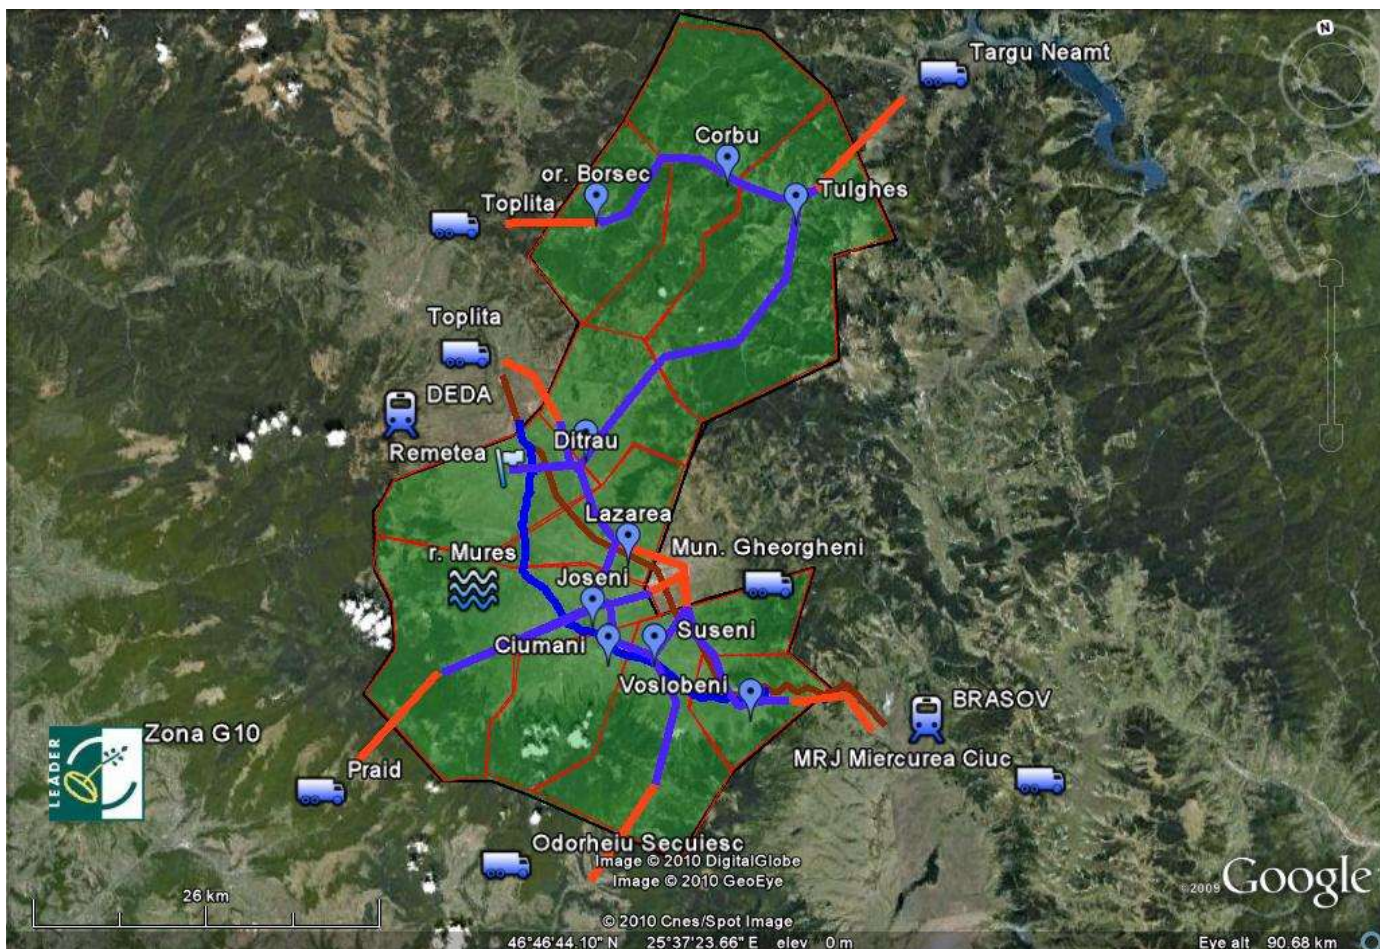 N
Targu Neamt
Corbu
or. Borsec
Tulghes
Toplita
Toplita
DEDA
Ditrau
Remetea
Lazarea
Mun. Gheorgheni
r. Mures
Joseni
Ciumani
Suseni
Voslobeni
BRASOV
LEADER
Zona G10
MRJ Miercurea Ciuc
Praid
Odorheiu Secuiesc
Image © 2010 DigitalGlobe
Image © 2010 GeoEye
©2009 Google
26 km
© 2010 Cnes/Spot Image
46°46'44.10" N 25°37'23.66" E elev 0 m Eye alt 90.68 km